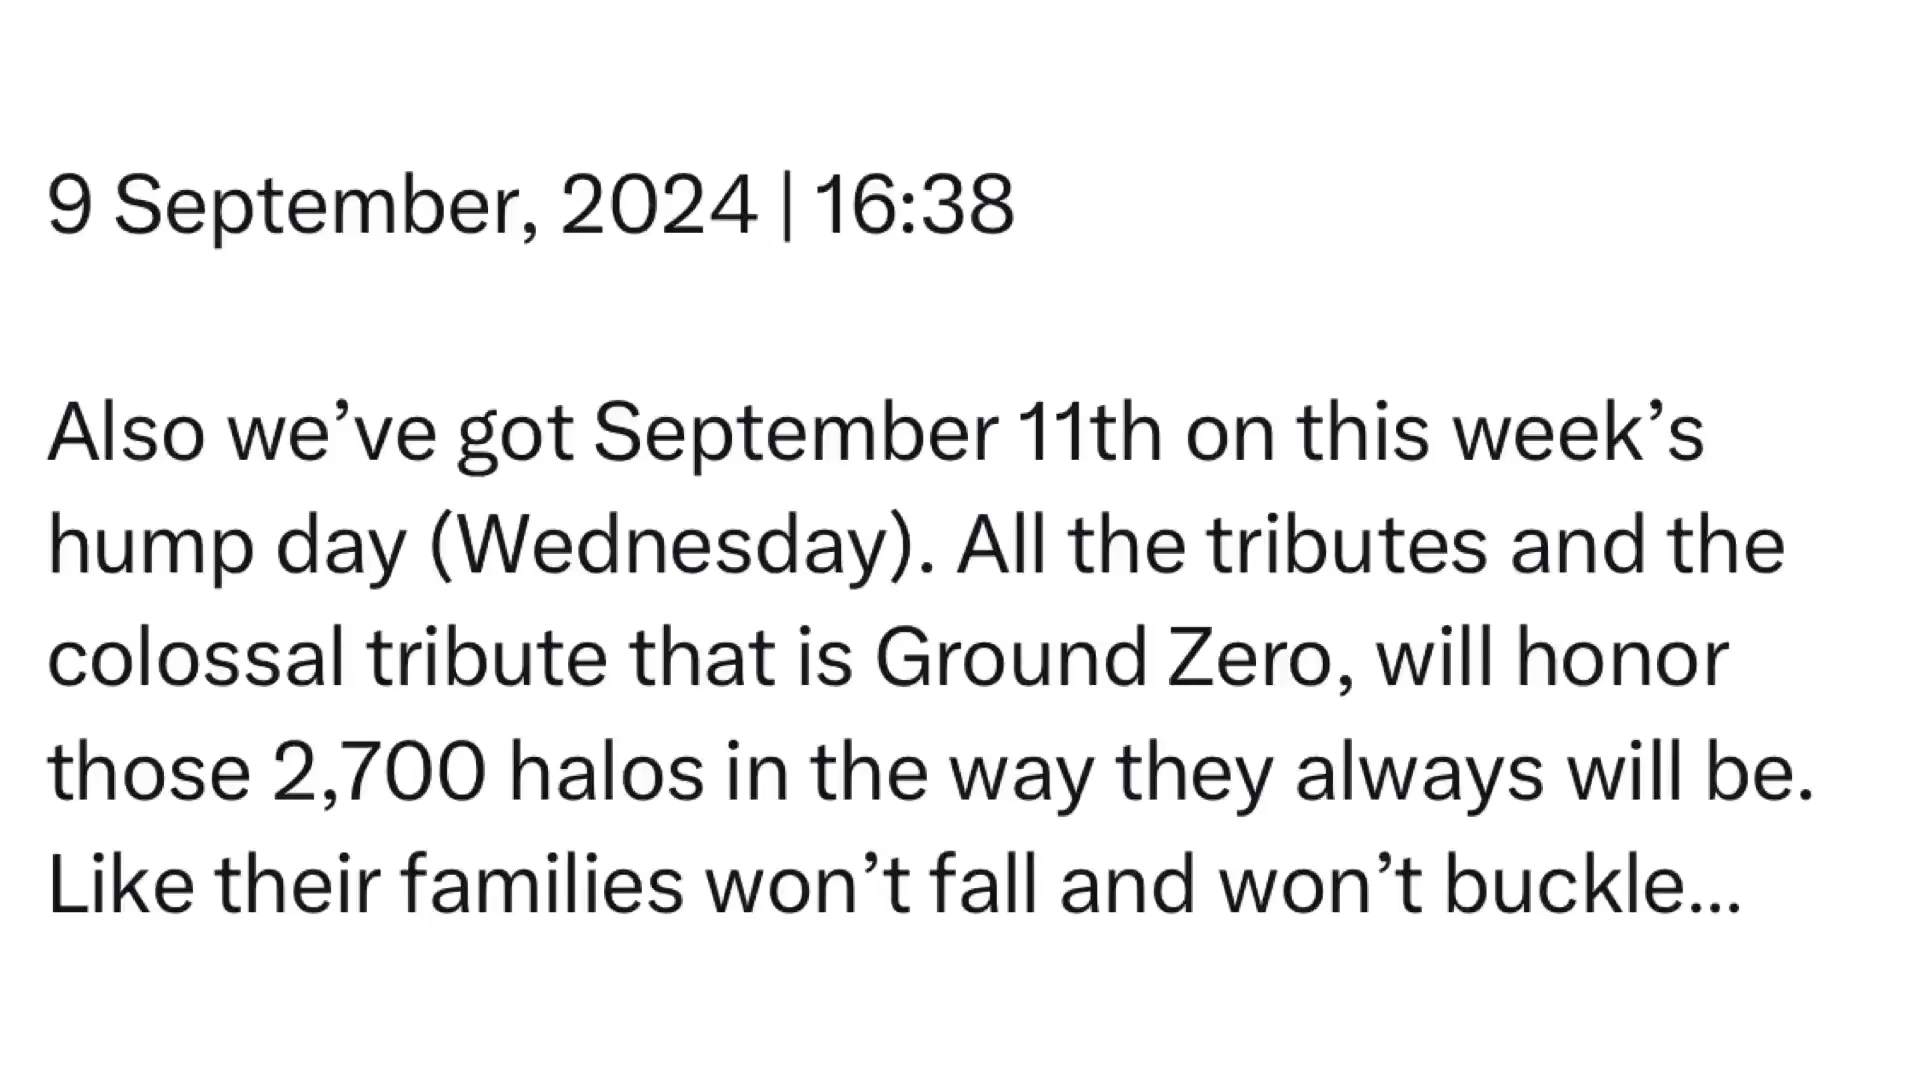 9 September, 2024 | 16:38
Also we’ve got September 11th on this week’s
hump day (Wednesday). All the tributes and the
colossal tribute that is Ground Zero, will honor
those 2,700 halos in the way they always will be.
Like their families won’t fall and won’t buckle...